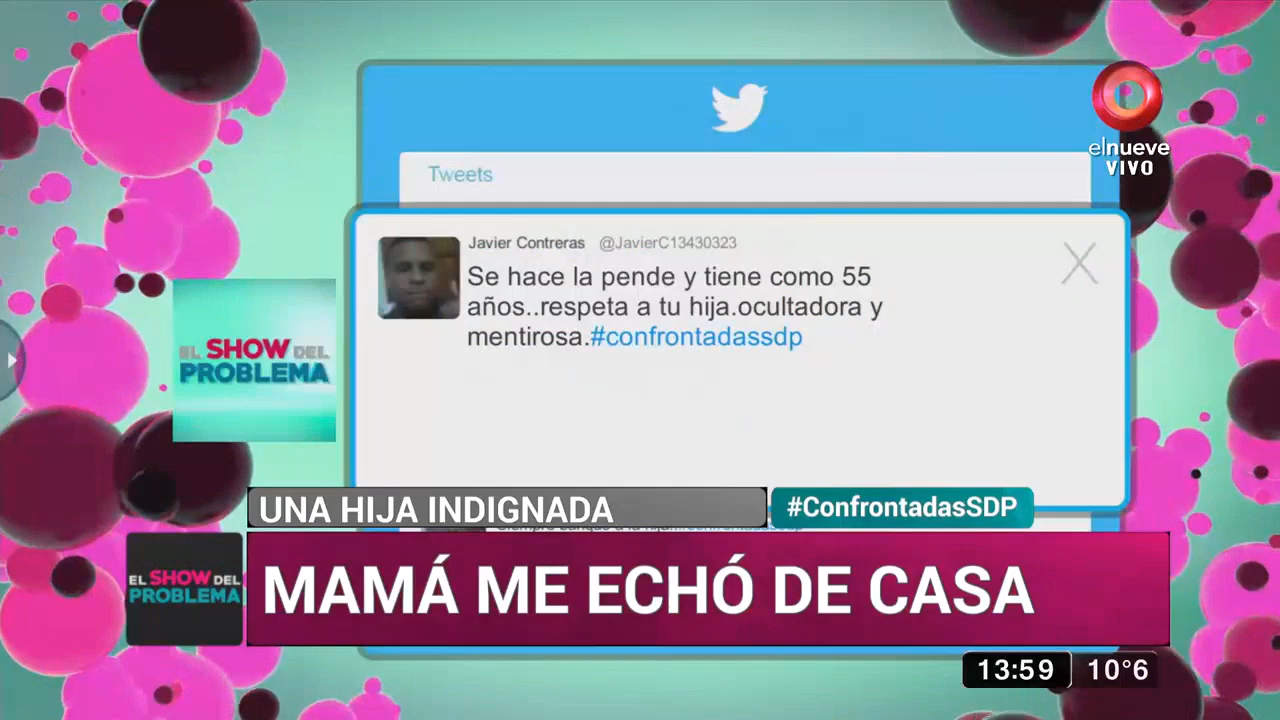 elnueve
VIVO
Tweets
Javier Contreras @JavierC13430323
Se hace la pende y tiene como 55
años..respeta a tu hija.ocultadora y
mentirosa.#confrontadassdp
EL SHOW DEL
PROBLEMA
UNA HIJA INDIGNADA
#ConfrontadasSDP
EL SHOW DEL
PROBLEMA
MAMÁ ME ECHÓ DE CASA
13:59 10°6